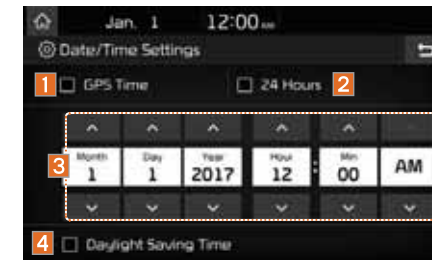 Jan. 1 12:00 AM
Date/Time Settings
1 GPS Time 24 Hours 2
3
Month Day Year Hour Min
1 1 2017 12 : 00 AM
4 Daylight Saving Time